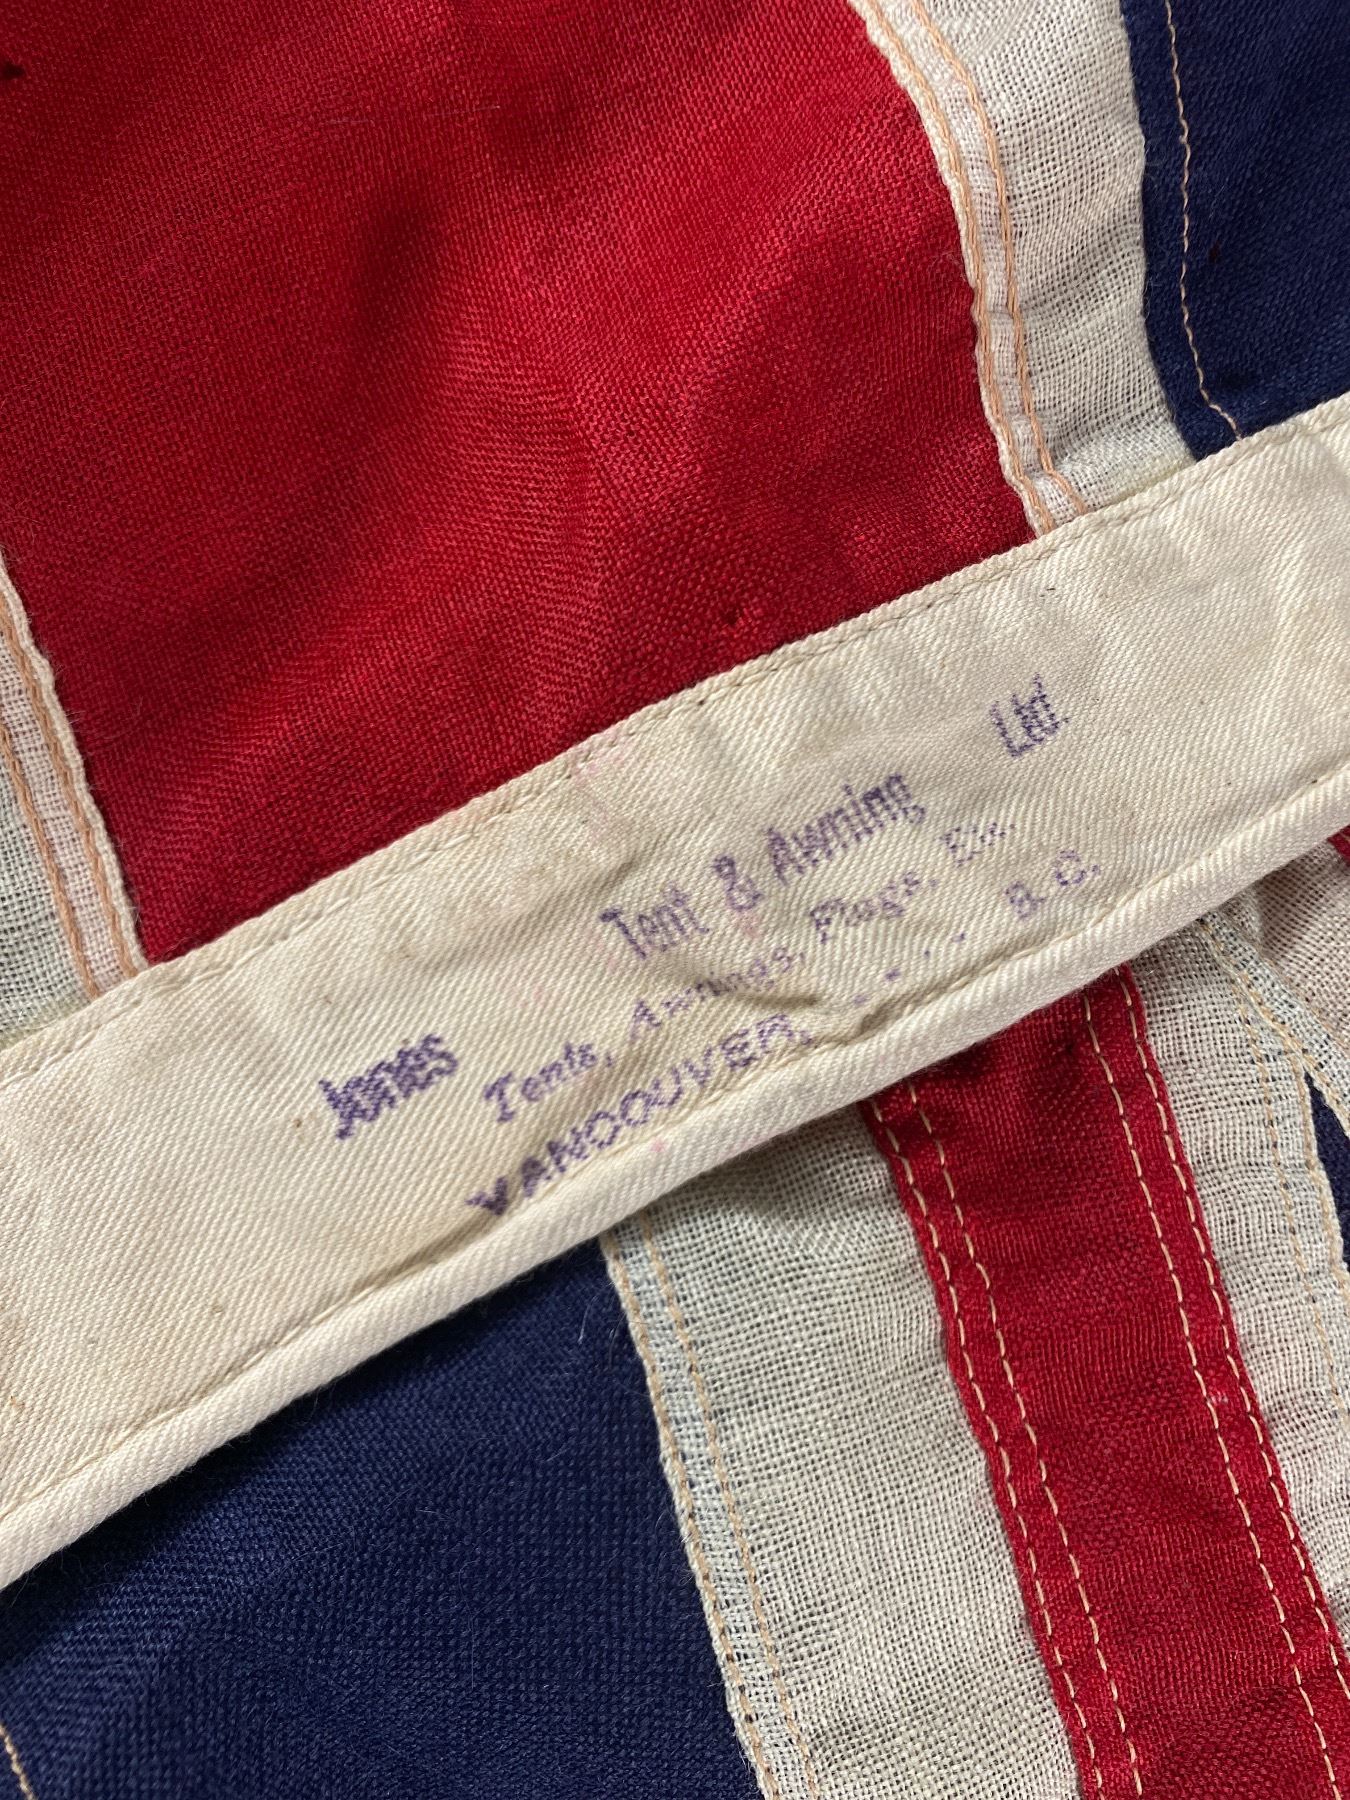 Jones Tent & Awning Ltd.
Tents, Awnings, Flags, Etc.
VANCOUVER, . . . . B. C.